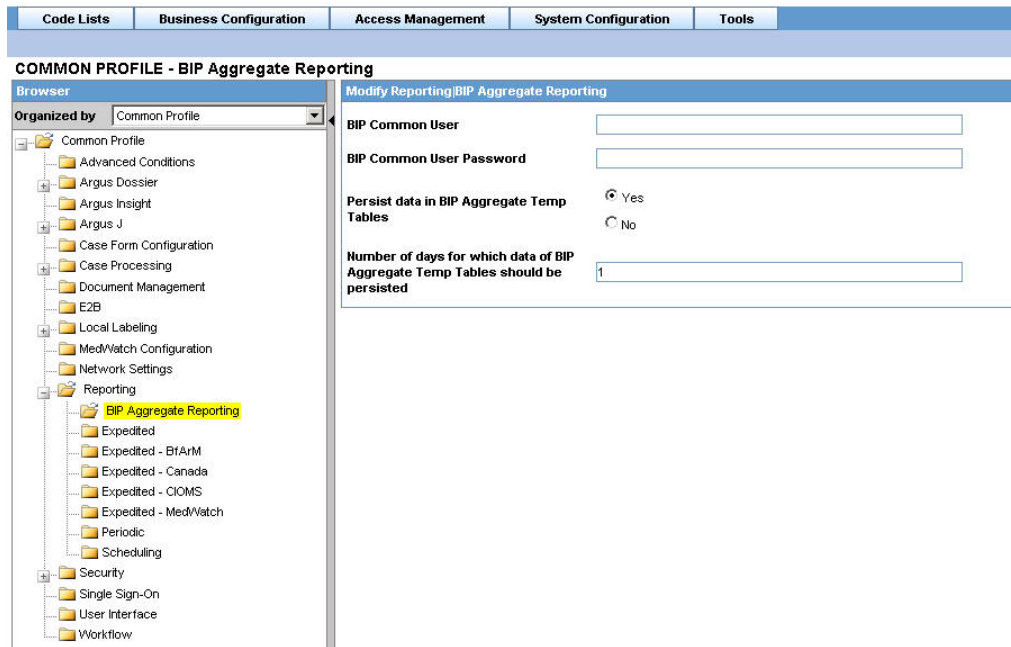 Code Lists Business Configuration Access Management System Configuration Tools
COMMON PROFILE - BIP Aggregate Reporting
Browser
Organized by Common Profile
Common Profile
Advanced Conditions
Argus Dossier
Argus Insight
Argus J
Case Form Configuration
Case Processing
Document Management
E2B
Local Labeling
MedWatch Configuration
Network Settings
Reporting
BIP Aggregate Reporting
Expedited
Expedited - BfArM
Expedited - Canada
Expedited - CIOMS
Expedited - MedWatch
Periodic
Scheduling
Security
Single Sign-On
User Interface
Workflow
Modify Reporting|BIP Aggregate Reporting
BIP Common User
BIP Common User Password
Persist data in BIP Aggregate Temp
Tables
Yes
No
Number of days for which data of BIP
Aggregate Temp Tables should be
persisted
1